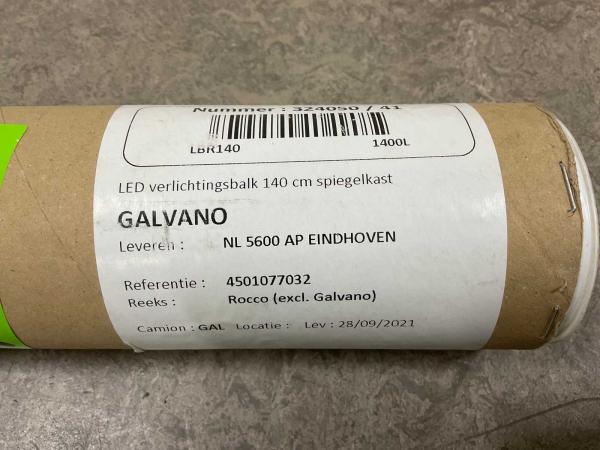 Nummer : 324050 / 41
LBR140 1400L
LED verlichtingsbalk 140 cm spiegelkast
GALVANO
Leveren : NL 5600 AP EINDHOVEN
Referentie : 4501077032
Reeks : Rocco (excl. Galvano)
Camion : GAL Locatie : Lev : 28/09/2021